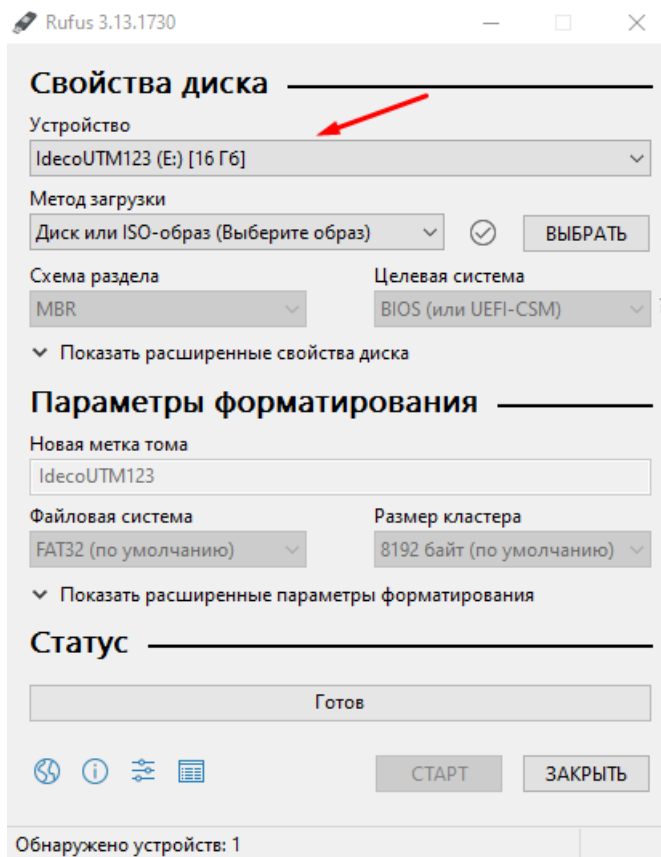 Rufus 3.13.1730
Свойства диска
Устройство
IdecoUTM123 (E:) [16 Гб]
Метод загрузки
Диск или ISO-образ (Выберите образ)
ВЫБРАТЬ
Схема раздела
Целевая система
MBR
BIOS (или UEFI-CSM)
Показать расширенные свойства диска
Параметры форматирования
Новая метка тома
IdecoUTM123
Файловая система
Размер кластера
FAT32 (по умолчанию)
8192 байт (по умолчанию)
Показать расширенные параметры форматирования
Статус
Готов
СТАРТ
ЗАКРЫТЬ
Обнаружено устройств: 1